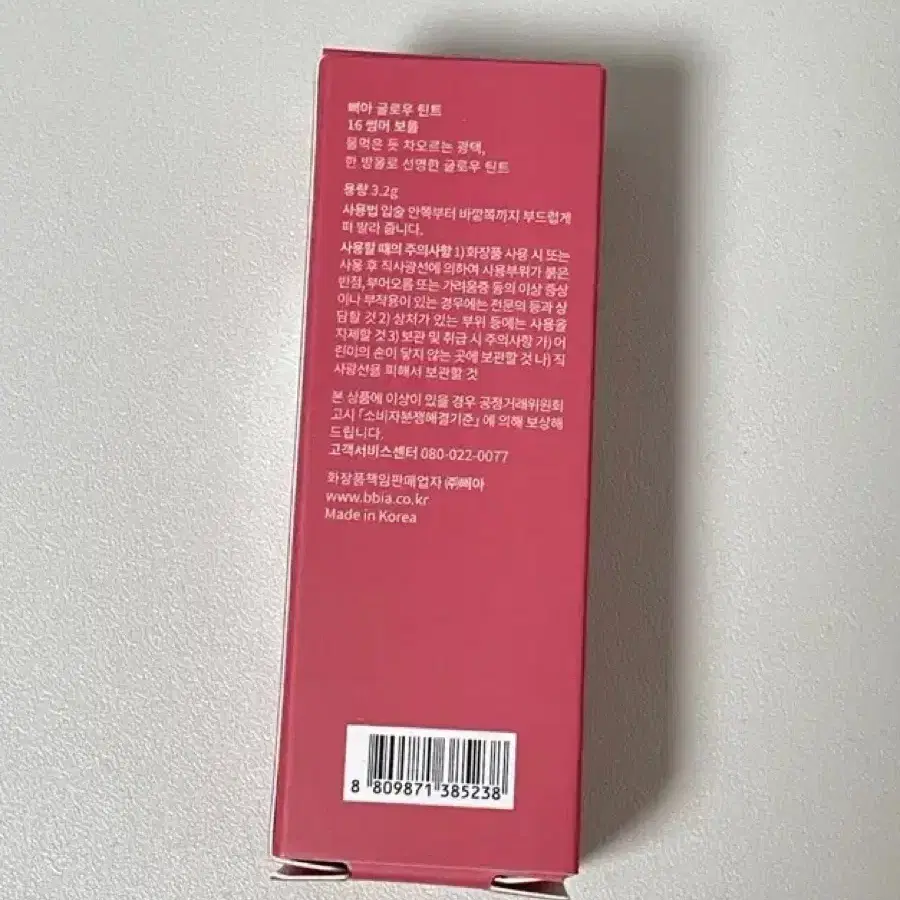 삐아 글로우 틴트
16 썸머 보틀
물먹은 듯 차오르는 광택,
한 방울로 선명한 글로우 틴트
용량 3.2g
사용법 입술 안쪽부터 바깥쪽까지 부드럽게
펴 발라 줍니다.
사용할 때의 주의사항 1) 화장품 사용 시 또는
사용 후 직사광선에 의하여 사용부위가 붉은
반점, 부어오름 또는 가려움증 등의 이상 증상
이나 부작용이 있는 경우에는 전문의 등과 상
담할 것 2) 상처가 있는 부위 등에는 사용을
자제할 것 3) 보관 및 취급 시 주의사항 가) 어
린이의 손이 닿지 않는 곳에 보관할 것 나) 직
사광선을 피해서 보관할 것
본 상품에 이상이 있을 경우 공정거래위원회
고시 「소비자분쟁해결기준」에 의해 보상해
드립니다.
고객서비스센터 080-022-0077
화장품책임판매업자 ㈜삐아
www.bbia.co.kr
Made in Korea
8 809871 385238